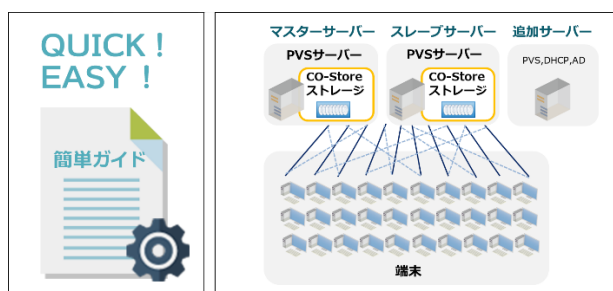 QUICK！
EASY！
簡単ガイド
マスターサーバー
スレーブサーバー
追加サーバー
PVSサーバー
PVSサーバー
PVS,DHCP,AD
CO-Store
ストレージ
CO-Store
ストレージ
端末